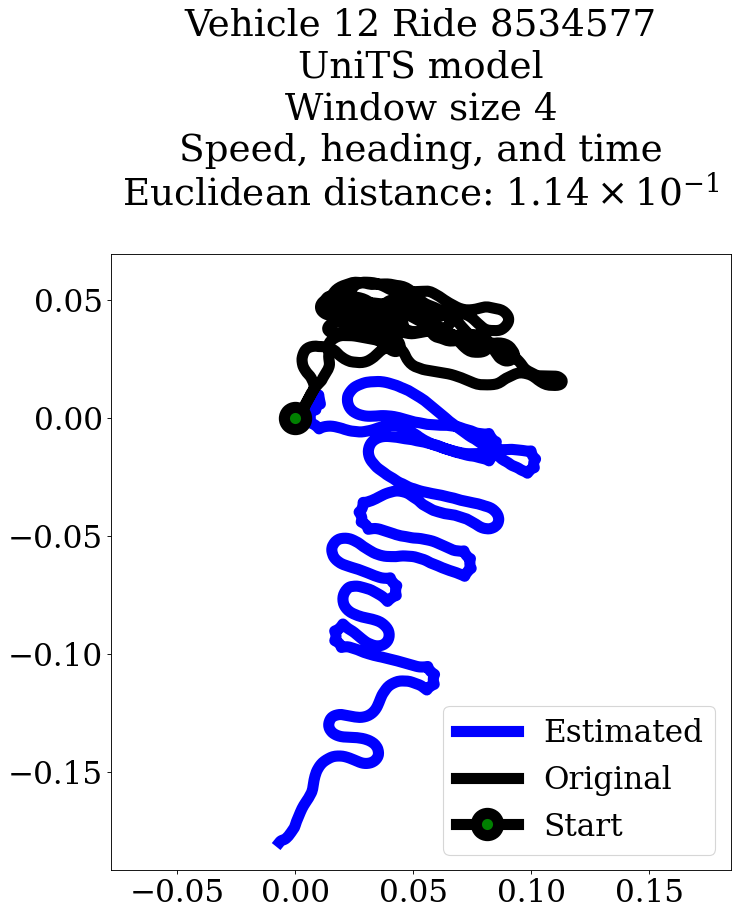 Vehicle 12 Ride 8534577
UniTS model
Window size 4
Speed, heading, and time
Euclidean distance: 1.14 × 10⁻¹
0.05
0.00
−0.05
−0.10
−0.15
Estimated
Original
Start
−0.05 0.00 0.05 0.10 0.15